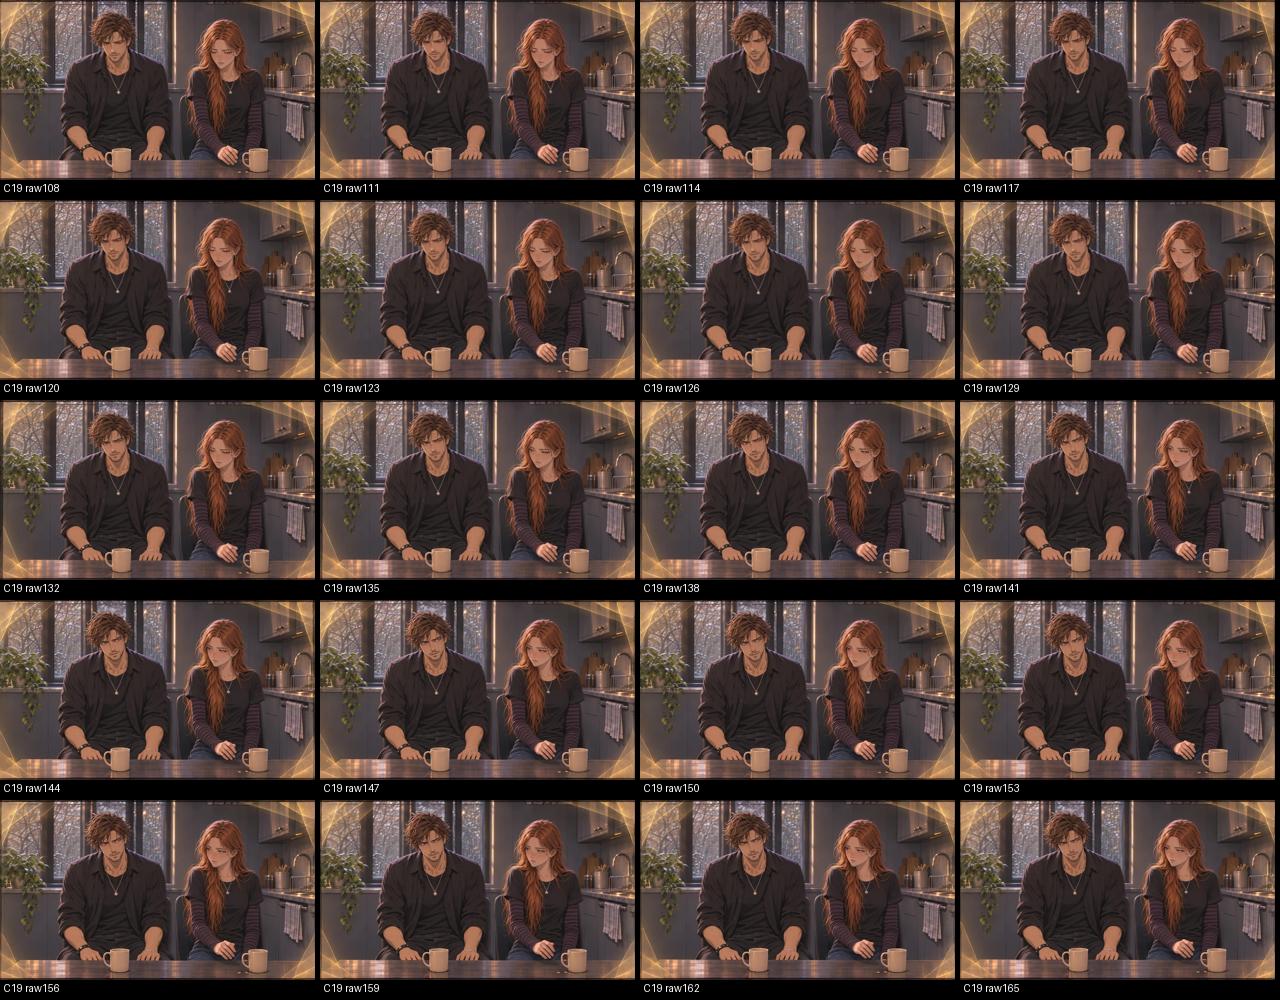 C19 raw108
C19 raw111
C19 raw114
C19 raw117
C19 raw120
C19 raw123
C19 raw126
C19 raw129
C19 raw132
C19 raw135
C19 raw138
C19 raw141
C19 raw144
C19 raw147
C19 raw150
C19 raw153
C19 raw156
C19 raw159
C19 raw162
C19 raw165